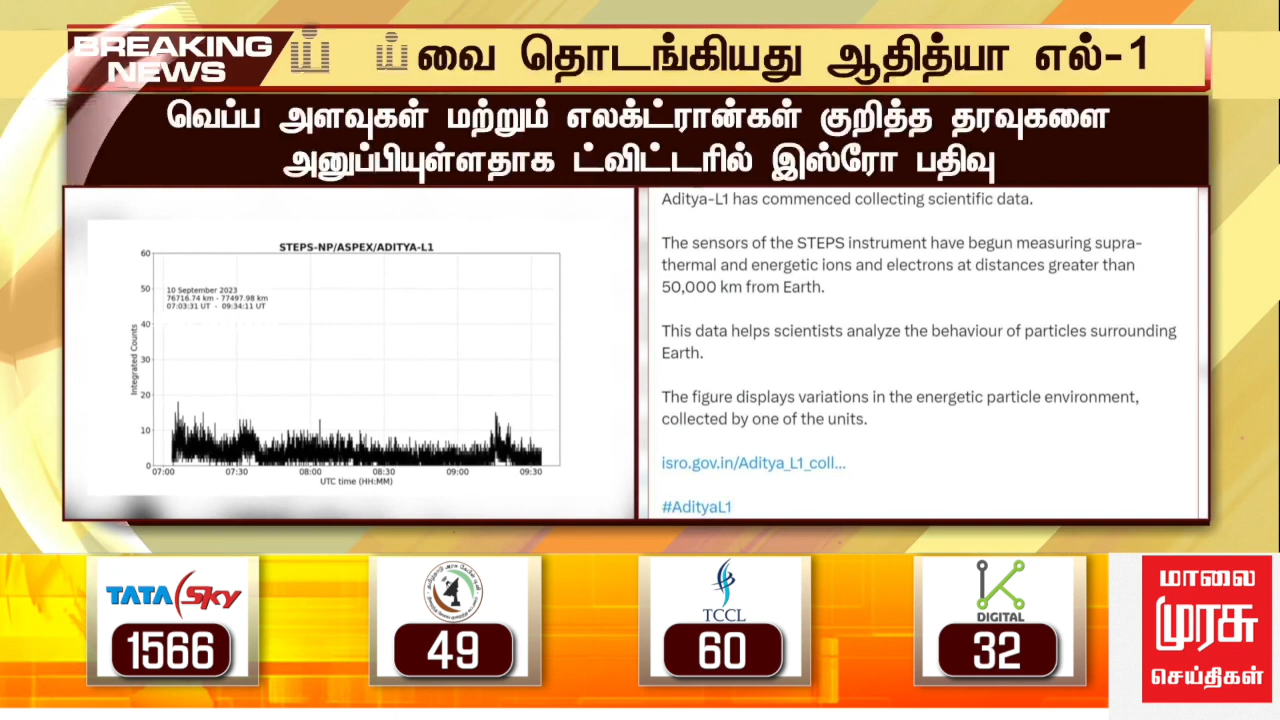 BREAKING
NEWS
தொடங்கியது ஆதித்யா எல்-1
வெப்ப அளவுகள் மற்றும் எலக்ட்ரான்கள் குறித்த தரவுகளை
அனுப்பியுள்ளதாக ட்விட்டரில் இஸ்ரோ பதிவு
STEPS-NP/ASPEX/ADITYA-L1
60
50
40
30
20
10
0
Integrated Counts
10 September 2023
76716.74 km - 77497.98 km
07:03:31 UT - 09:34:11 UT
07:00 07:30 08:00 08:30 09:00 09:30
UTC time (HH:MM)
Aditya-L1 has commenced collecting scientific data.
The sensors of the STEPS instrument have begun measuring supra-
thermal and energetic ions and electrons at distances greater than
50,000 km from Earth.
This data helps scientists analyze the behaviour of particles surrounding
Earth.
The figure displays variations in the energetic particle environment,
collected by one of the units.
isro.gov.in/Aditya_L1_coll...
#AdityaL1
TATA Sky
1566
49
TCCL
60
DIGITAL
32
மாலை
முரசு
செய்திகள்